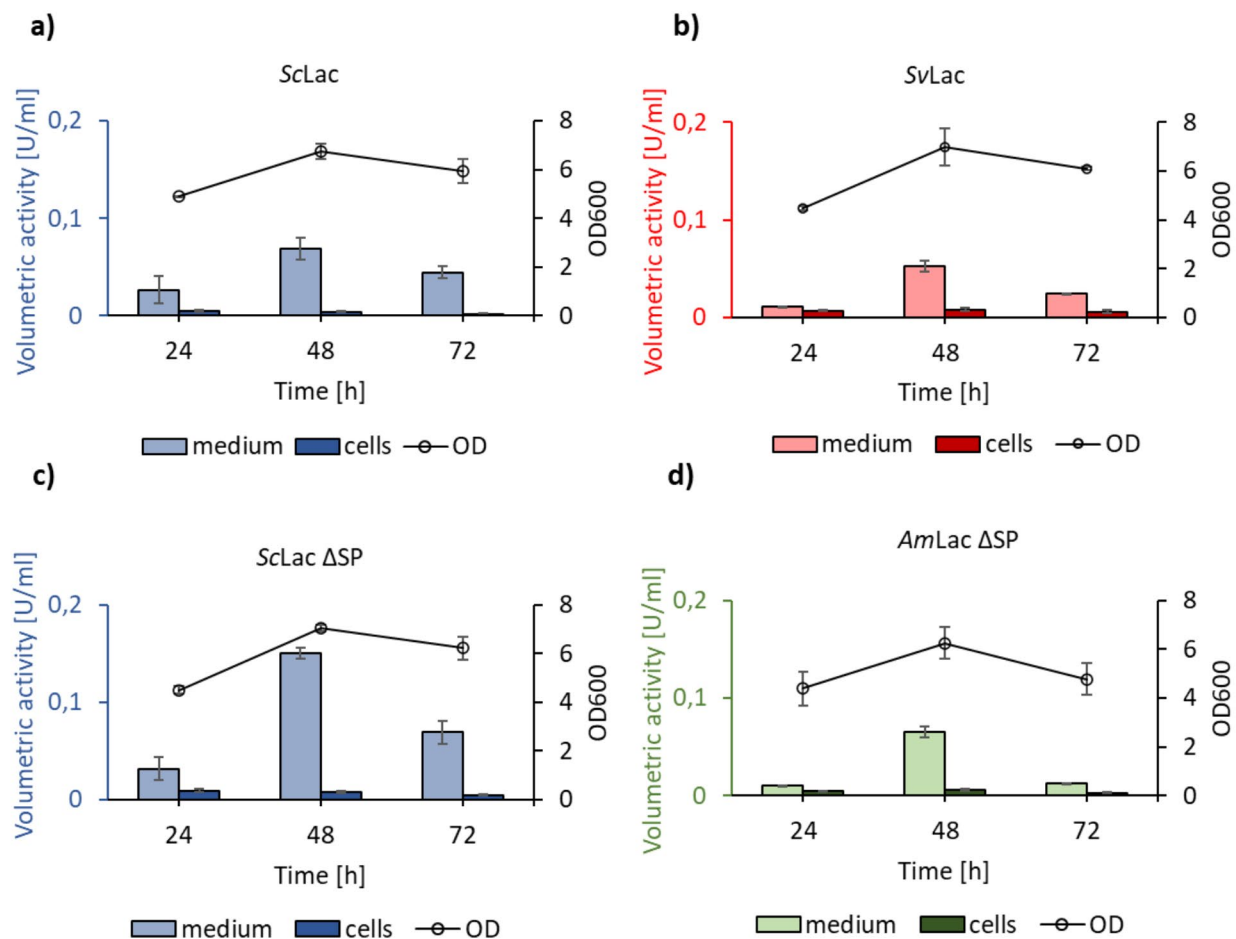 a)
ScLac
Volumetric activity [U/ml]
0,2
0,1
0
8
6
4
2
0
OD600
24 48 72
Time [h]
medium cells OD
b)
SvLac
Volumetric activity [U/ml]
0,2
0,1
0
8
6
4
2
0
OD600
24 48 72
Time [h]
medium cells OD
c)
ScLac ΔSP
Volumetric activity [U/ml]
0,2
0,1
0
8
6
4
2
0
OD600
24 48 72
Time [h]
medium cells OD
d)
AmLac ΔSP
Volumetric activity [U/ml]
0,2
0,1
0
8
6
4
2
0
OD600
24 48 72
Time [h]
medium cells OD